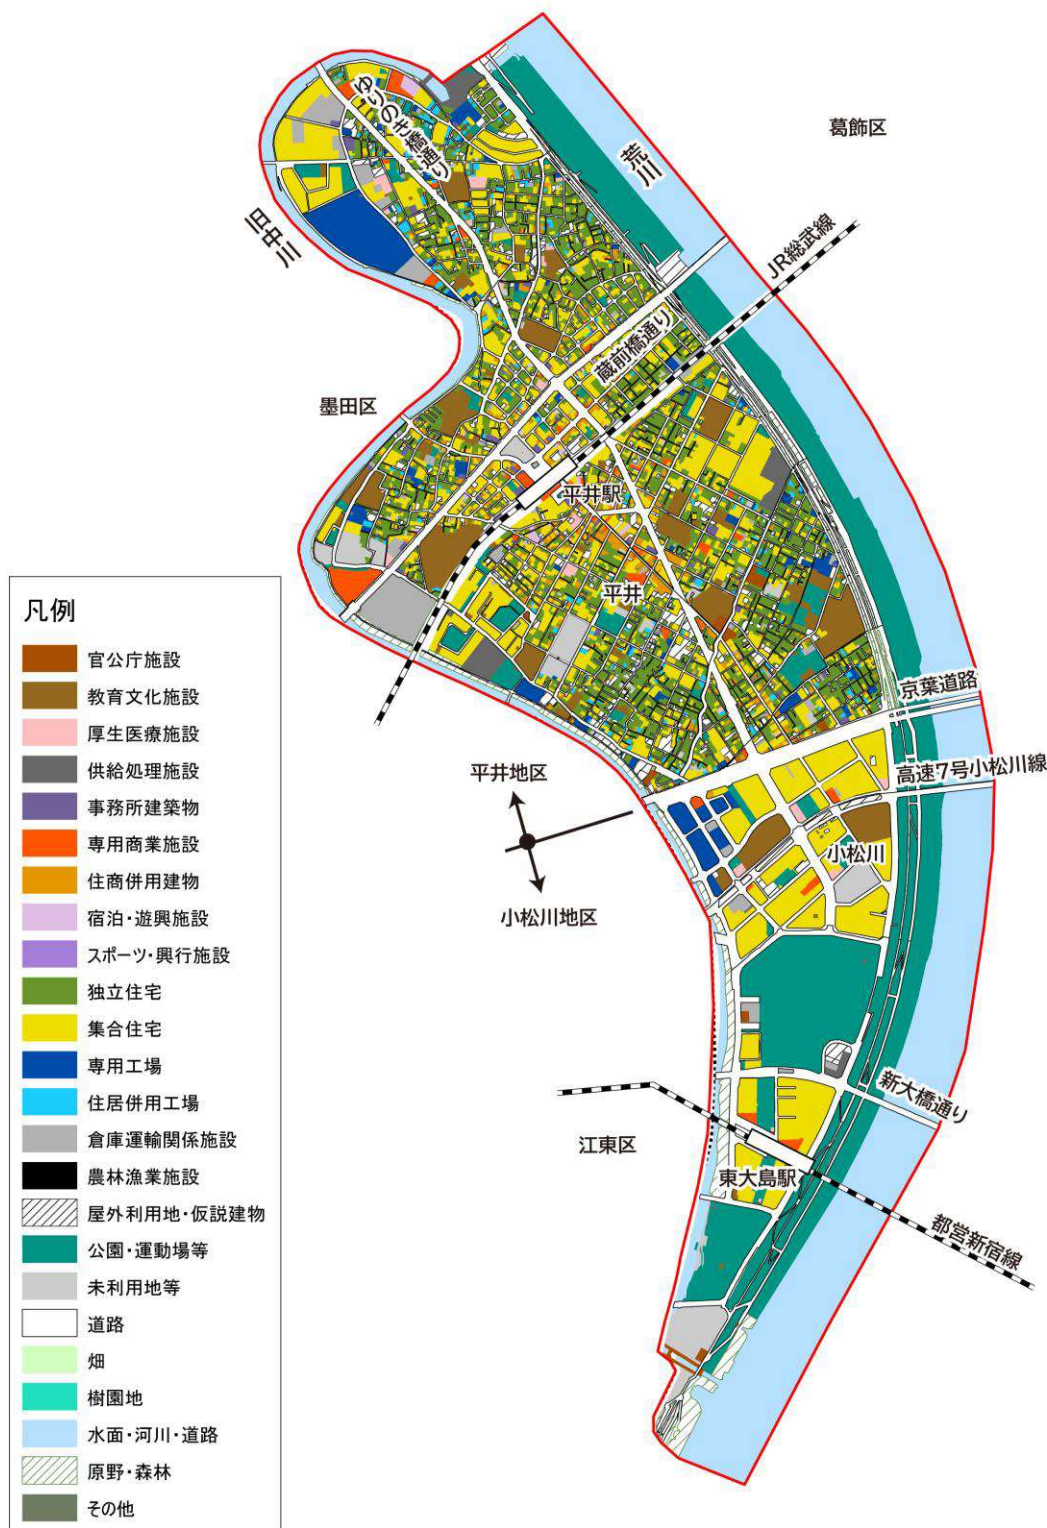 葛飾区
ゆりのき橋通り
荒川
旧中川
JR総武線
蔵前橋通り
墨田区
平井駅
平井
京葉道路
高速7号小松川線
平井地区
小松川
小松川地区
新大橋通り
江東区
東大島駅
都営新宿線
凡例
官公庁施設
教育文化施設
厚生医療施設
供給処理施設
事務所建築物
専用商業施設
住商併用建物
宿泊・遊興施設
スポーツ・興行施設
独立住宅
集合住宅
専用工場
住居併用工場
倉庫運輸関係施設
農林漁業施設
屋外利用地・仮説建物
公園・運動場等
未利用地等
道路
畑
樹園地
水面・河川・道路
原野・森林
その他